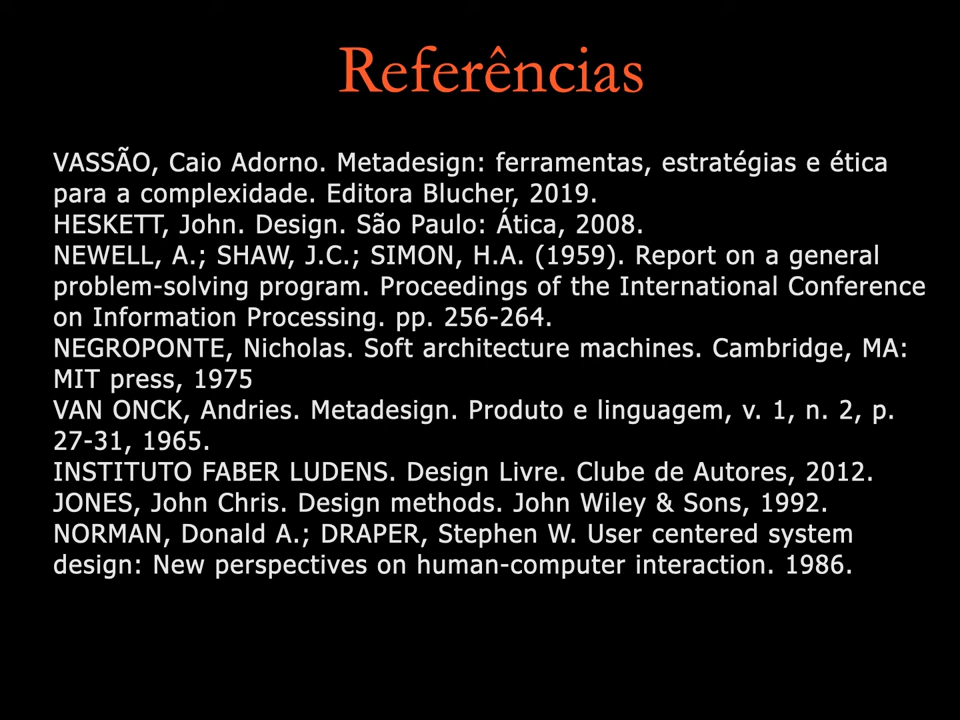 Referências
VASSÃO, Caio Adorno. Metadesign: ferramentas, estratégias e ética
para a complexidade. Editora Blucher, 2019.
HESKETT, John. Design. São Paulo: Ática, 2008.
NEWELL, A.; SHAW, J.C.; SIMON, H.A. (1959). Report on a general
problem-solving program. Proceedings of the International Conference
on Information Processing. pp. 256-264.
NEGROPONTE, Nicholas. Soft architecture machines. Cambridge, MA:
MIT press, 1975
VAN ONCK, Andries. Metadesign. Produto e linguagem, v. 1, n. 2, p.
27-31, 1965.
INSTITUTO FABER LUDENS. Design Livre. Clube de Autores, 2012.
JONES, John Chris. Design methods. John Wiley & Sons, 1992.
NORMAN, Donald A.; DRAPER, Stephen W. User centered system
design: New perspectives on human-computer interaction. 1986.